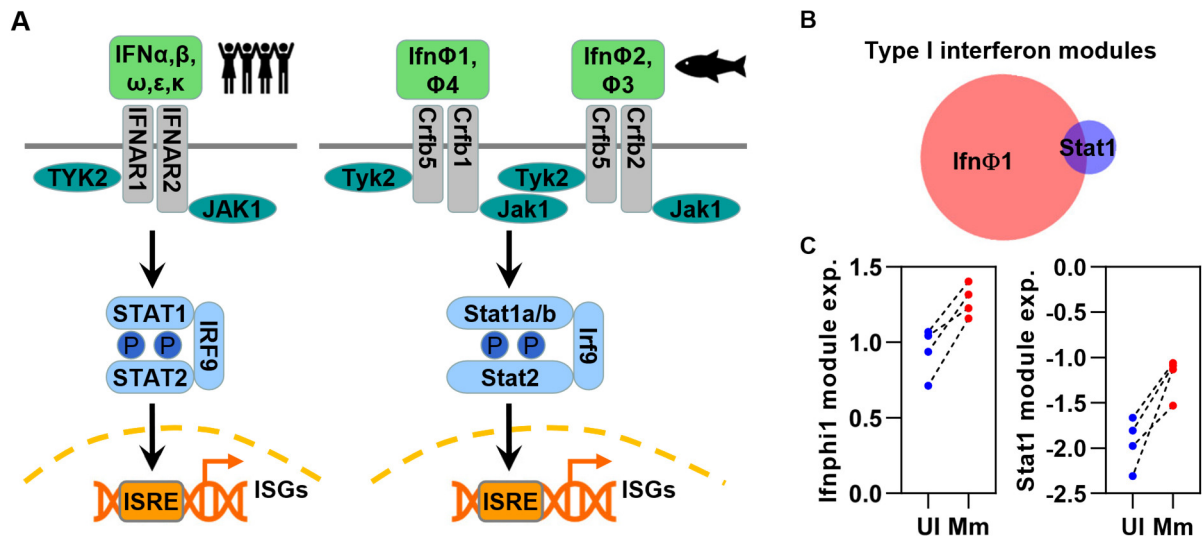 A
IFNα,β,
ω,ε,κ
IFNAR1
IFNAR2
TYK2
JAK1
STAT1
P P
STAT2
IRF9
ISRE
ISGs
IfnΦ1,
Φ4
Crfb5
Crfb1
Tyk2
Jak1
IfnΦ2,
Φ3
Crfb5
Crfb2
Tyk2
Jak1
Stat1a/b
P P
Stat2
Irf9
ISRE
ISGs
B
Type I interferon modules
IfnΦ1
Stat1
C
Ifnphi1 module exp.
1.5
1.0
0.5
0.0
UI Mm
Stat1 module exp.
0.0
-0.5
-1.0
-1.5
-2.0
-2.5
UI Mm